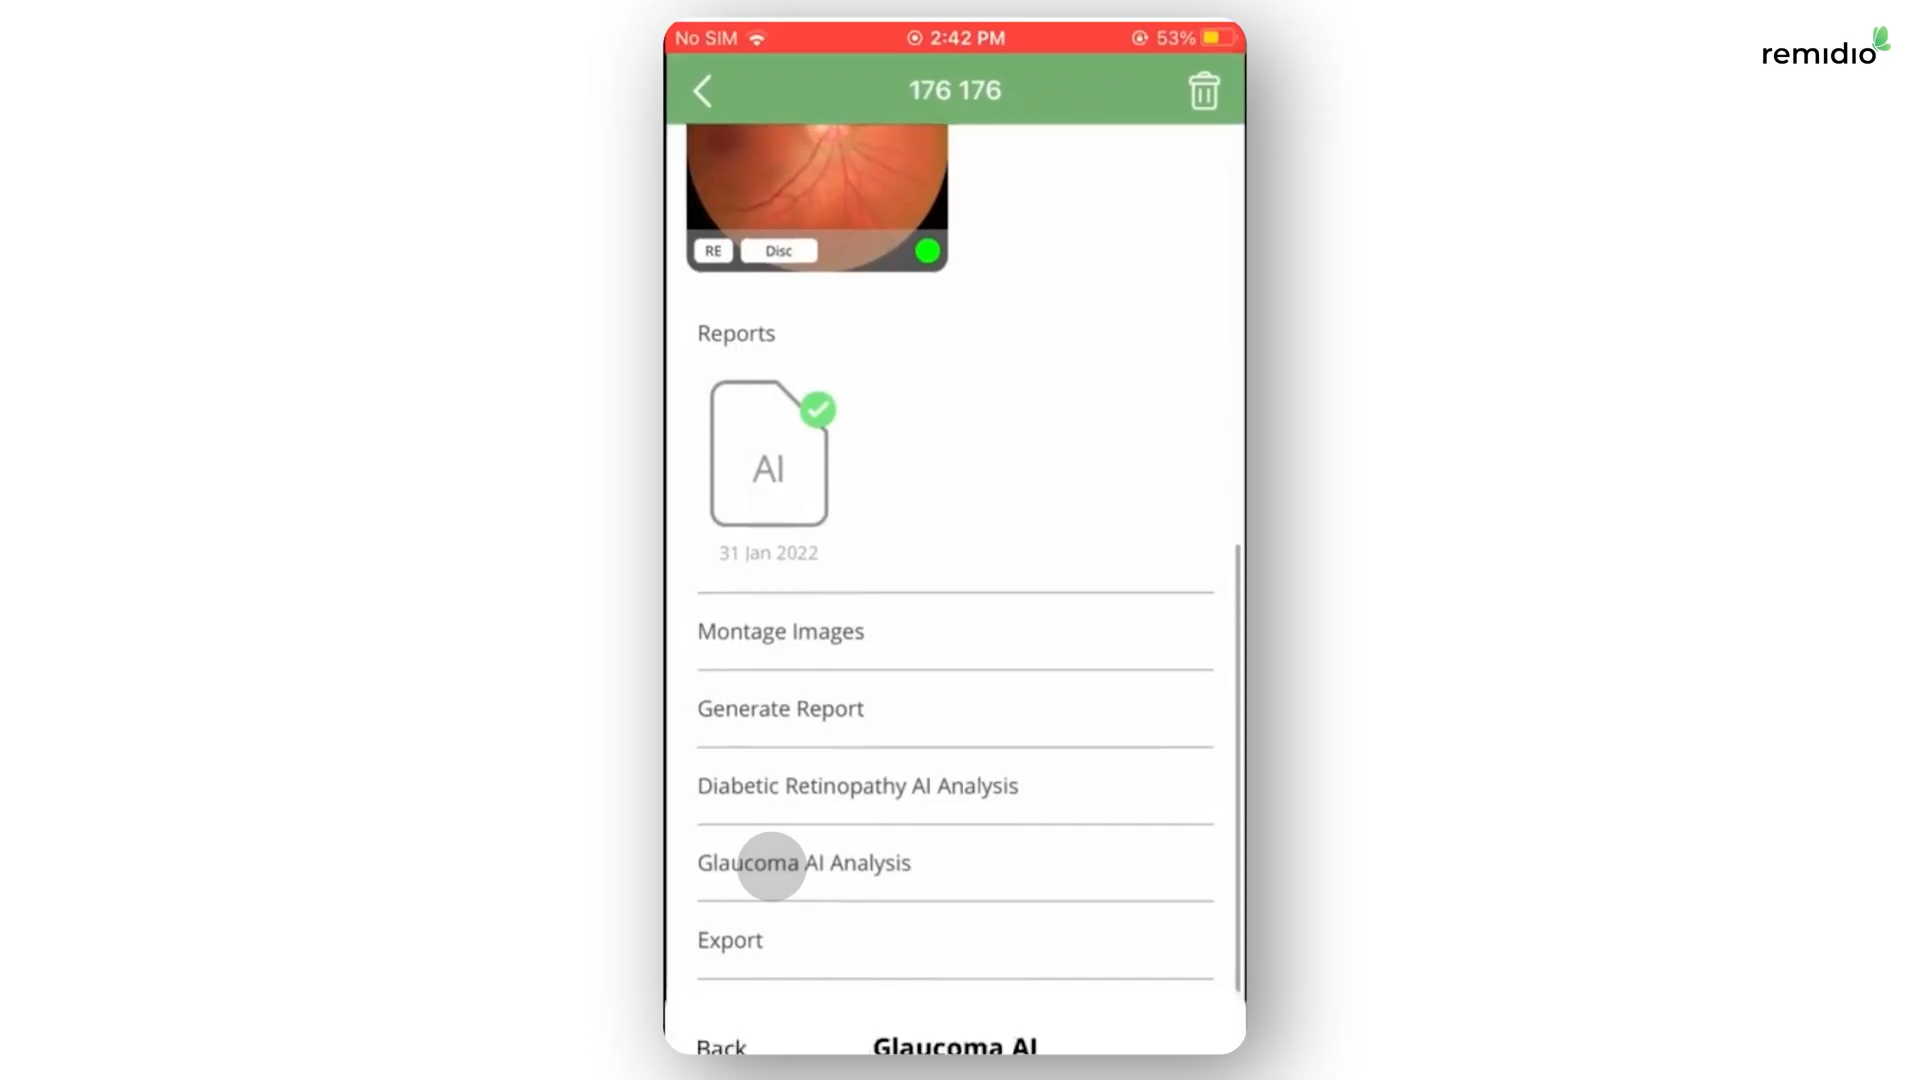 No SIM 2:42 PM 53%
remidio
176 176
RE Disc
Reports
AI
31 Jan 2022
Montage Images
Generate Report
Diabetic Retinopathy AI Analysis
Glaucoma AI Analysis
Export
Back Glaucoma AI